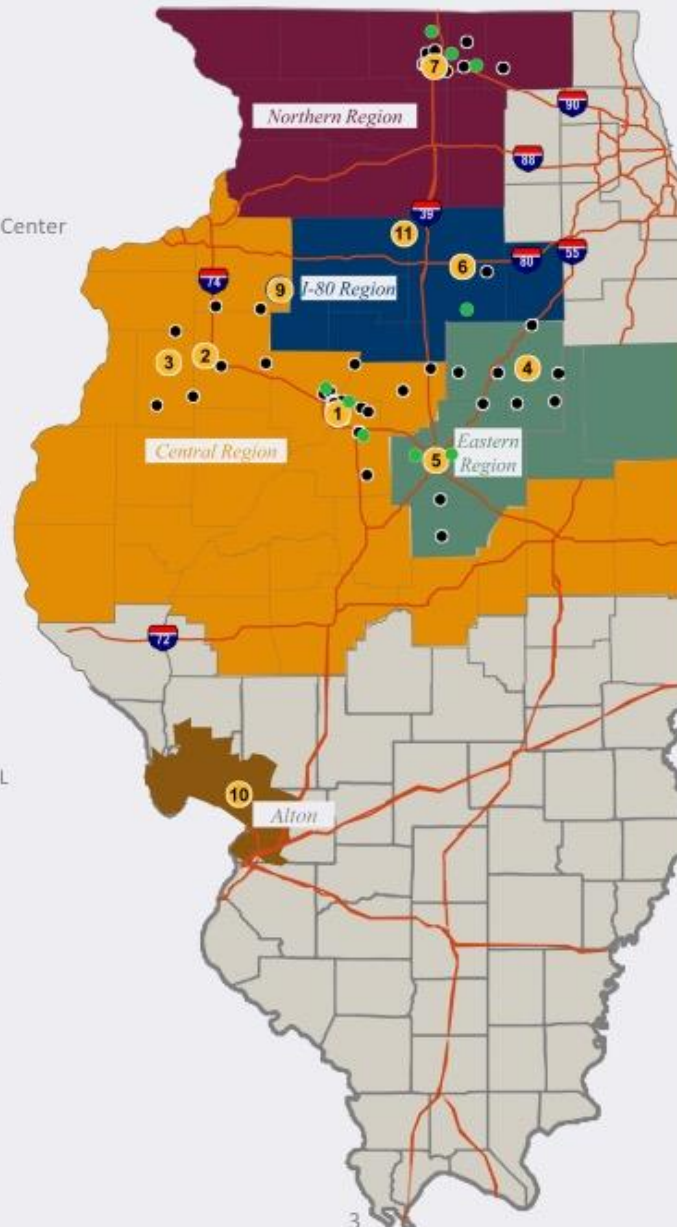 7
90
Northern Region
88
39
Center
11
55
6
80
74
9
I-80 Region
2
3
4
1
Central Region
Eastern
Region
5
72
L
10
Alton
3